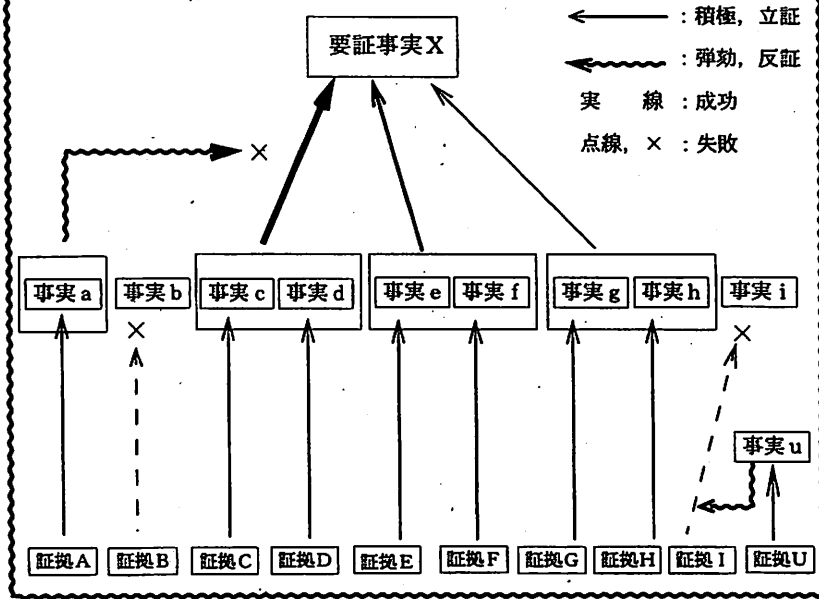 要証事実X
：積極，立証
：弾劾，反証
実　線：成功
点線，×：失敗
×
事実a 事実b 事実c 事実d 事実e 事実f 事実g 事実h 事実i
× ×
事実u
証拠A 証拠B 証拠C 証拠D 証拠E 証拠F 証拠G 証拠H 証拠I 証拠U